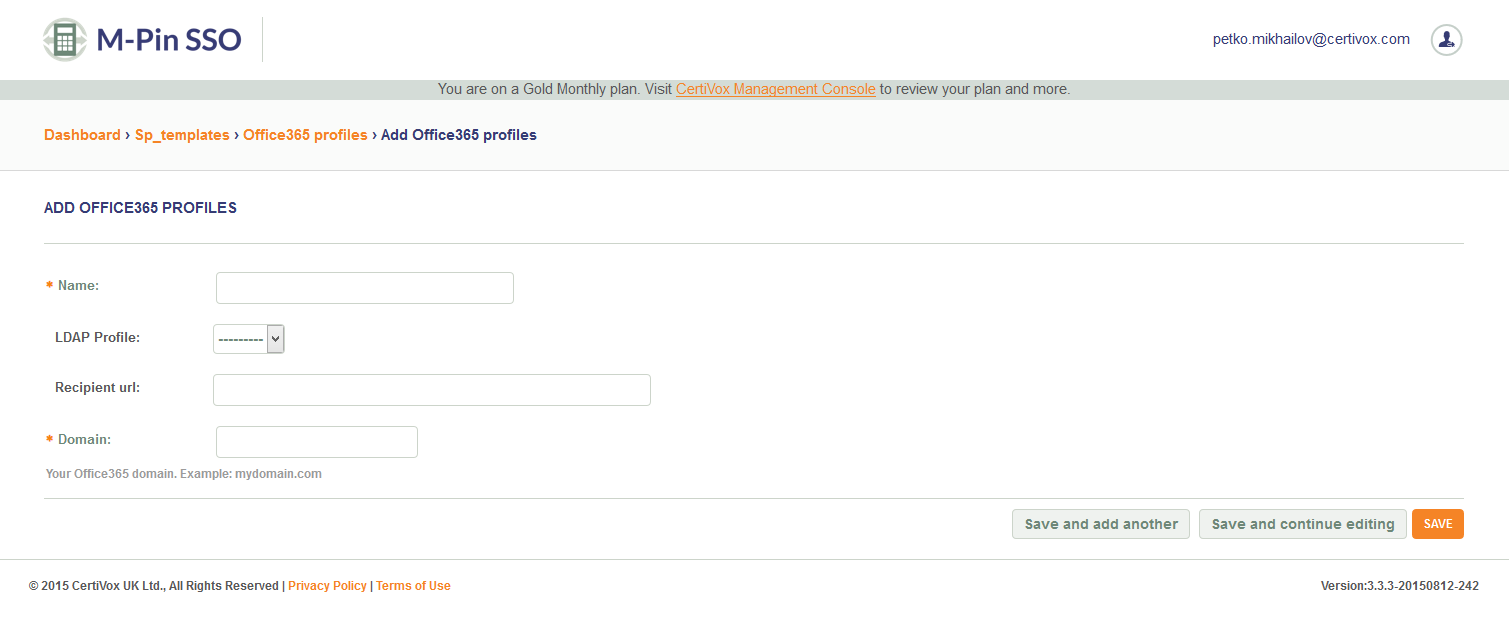 M-Pin SSO
petko.mikhailov@certivox.com
You are on a Gold Monthly plan. Visit CertiVox Management Console to review your plan and more.
Dashboard › Sp_templates › Office365 profiles › Add Office365 profiles
ADD OFFICE365 PROFILES
* Name:
LDAP Profile:
---------
Recipient url:
* Domain:
Your Office365 domain. Example: mydomain.com
Save and add another
Save and continue editing
SAVE
© 2015 CertiVox UK Ltd., All Rights Reserved | Privacy Policy | Terms of Use
Version:3.3.3-20150812-242